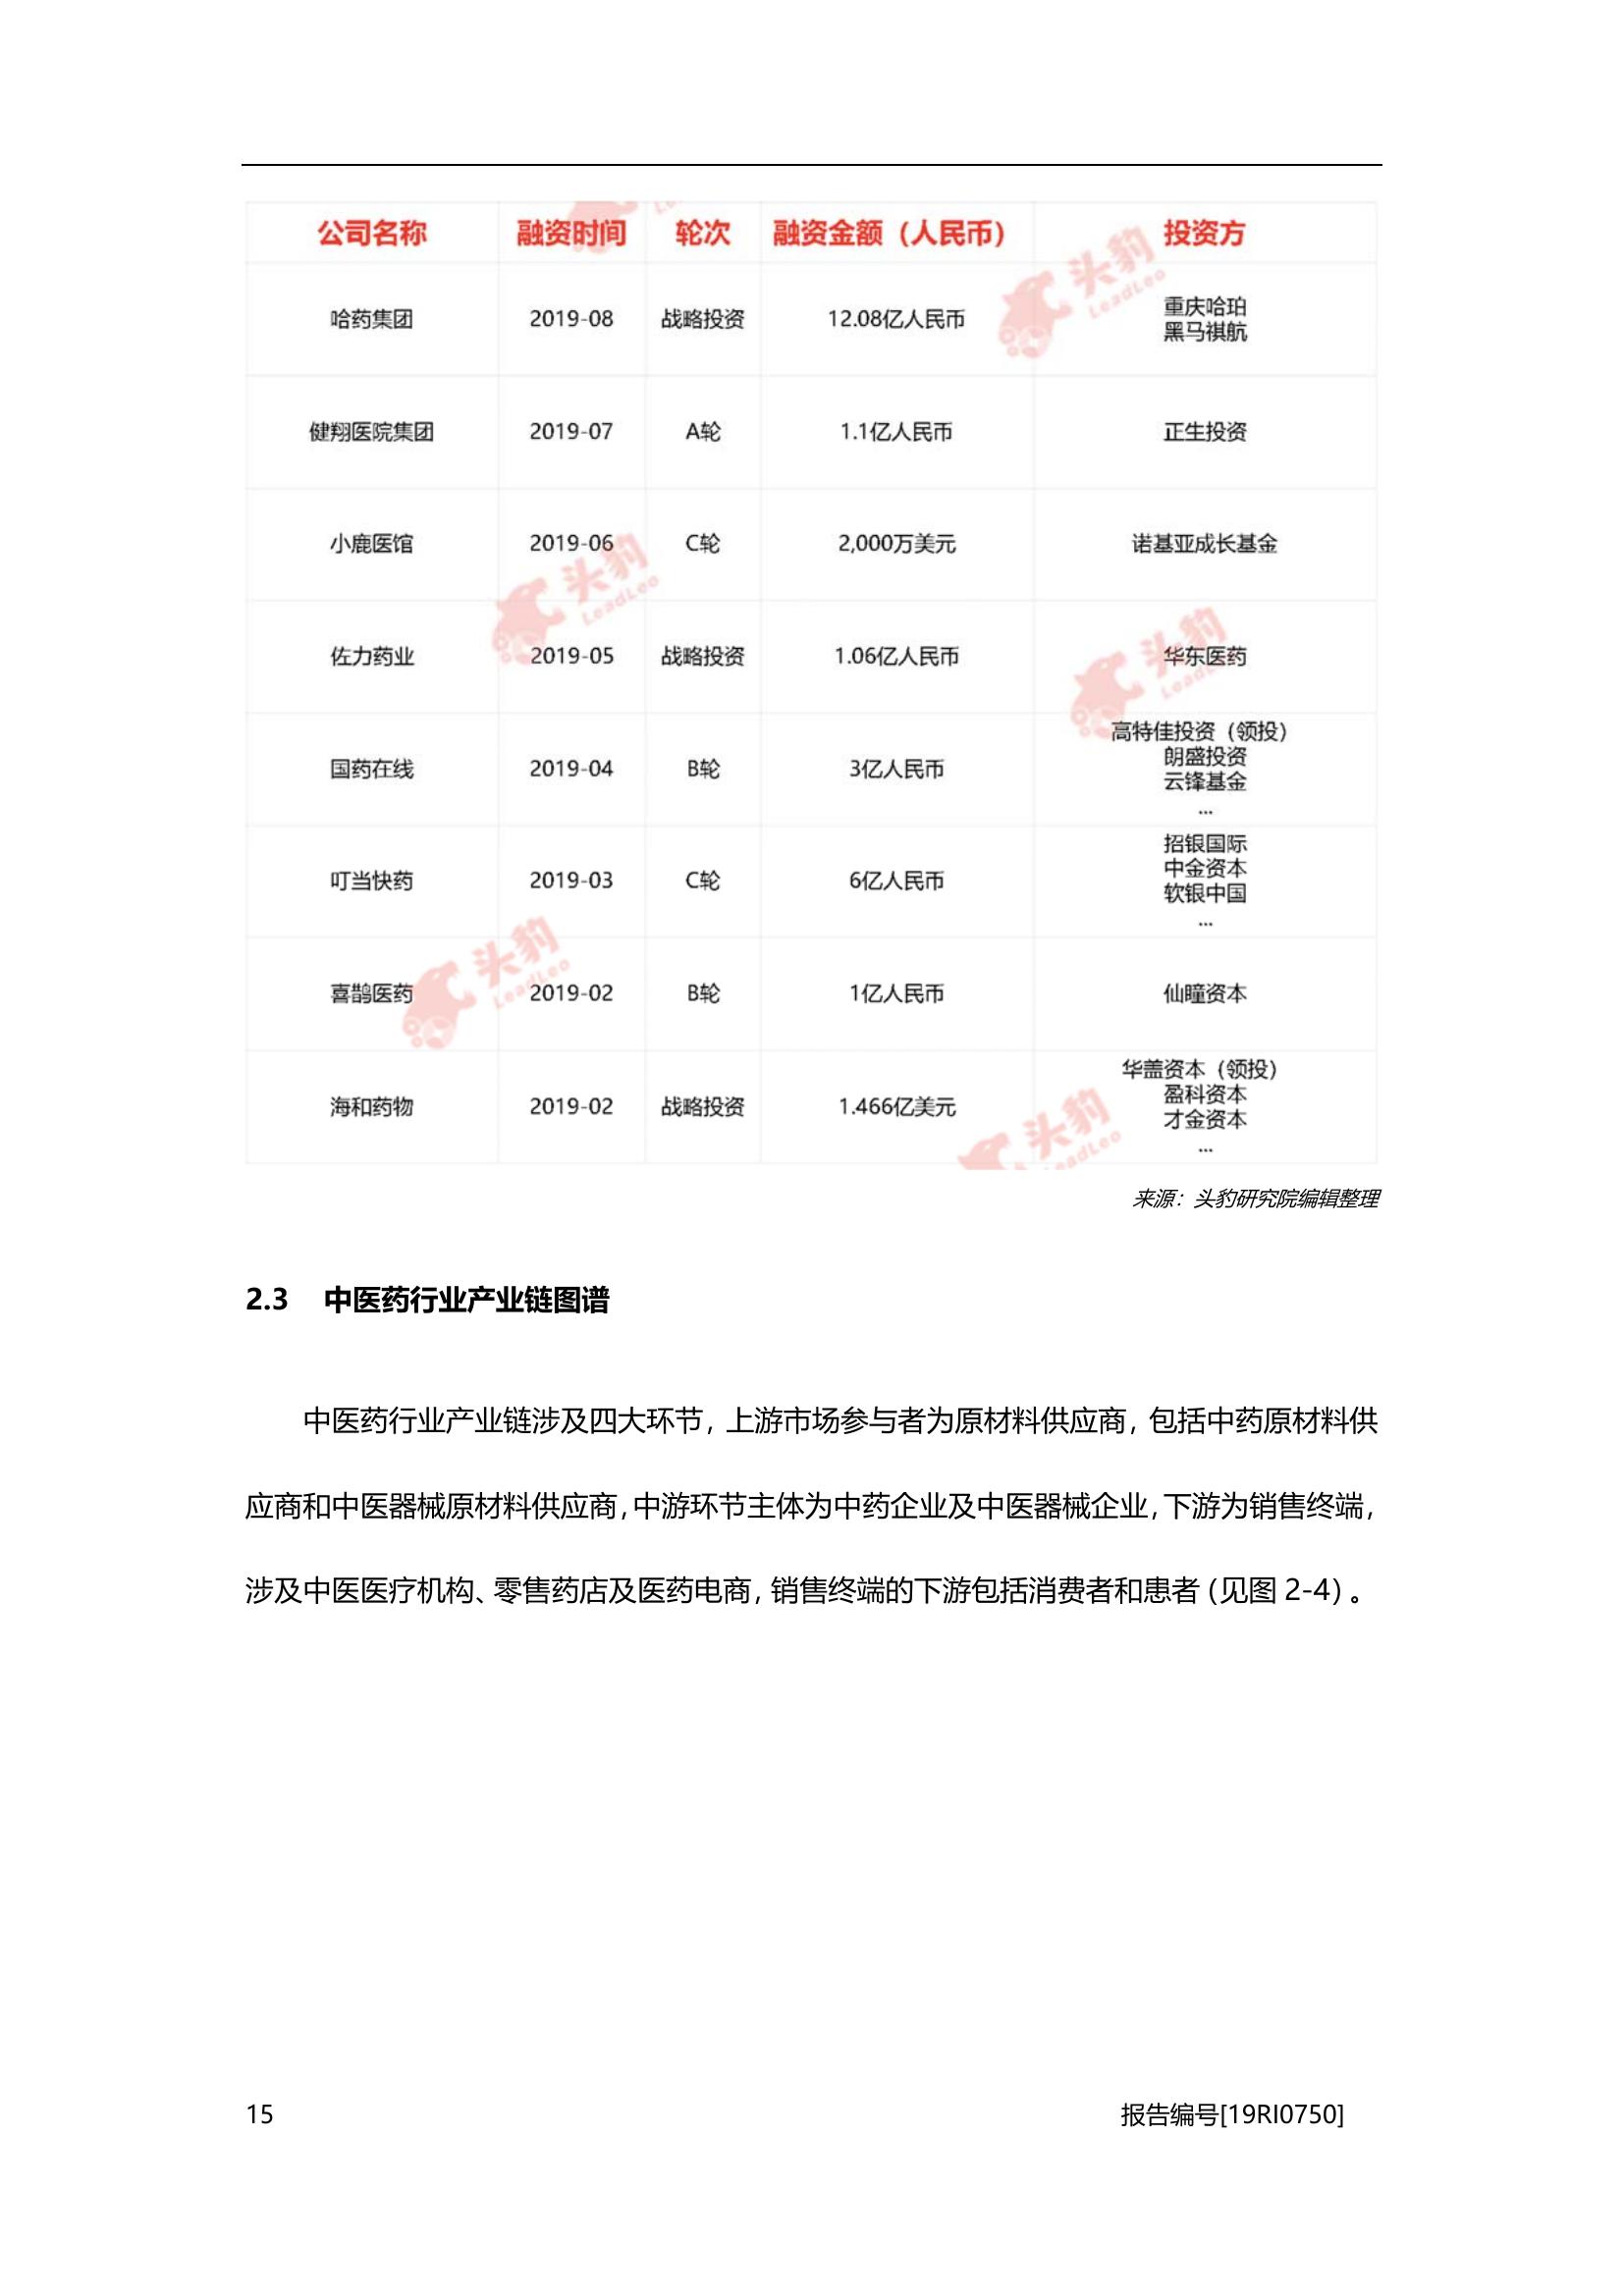 公司名称 融资时间 轮次 融资金额（人民币） 投资方
哈药集团 2019-08 战略投资 12.08亿人民币 重庆哈珀
黑马祺航
健翔医院集团 2019-07 A轮 1.1亿人民币 正生投资
小鹿医馆 2019-06 C轮 2,000万美元 诺基亚成长基金
佐力药业 2019-05 战略投资 1.06亿人民币 华东医药
国药在线 2019-04 B轮 3亿人民币 高特佳投资（领投）
朗盛投资
云锋基金
...
叮当快药 2019-03 C轮 6亿人民币 招银国际
中金资本
软银中国
...
喜鹊医药 2019-02 B轮 1亿人民币 仙瞳资本
海和药物 2019-02 战略投资 1.466亿美元 华盖资本（领投）
盈科资本
才金资本
...
头豹
LeadLeo
头豹
LeadLeo
头豹
LeadLeo
头豹
LeadLeo
头豹
来源：头豹研究院编辑整理
2.3 中医药行业产业链图谱
中医药行业产业链涉及四大环节，上游市场参与者为原材料供应商，包括中药原材料供
应商和中医器械原材料供应商，中游环节主体为中药企业及中医器械企业，下游为销售终端，
涉及中医医疗机构、零售药店及医药电商，销售终端的下游包括消费者和患者（见图 2-4）。
15 报告编号[19RI0750]